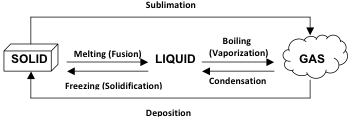 Sublimation
Boiling
Melting (Fusion)
(Vaporization)
SOLID
LIQUID
GAS
Freezing (Solidification)
Condensation
Deposition